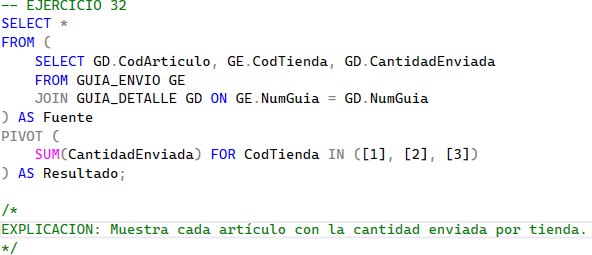 -- EJERCICIO 32
SELECT *
FROM (
    SELECT GD.CodArticulo, GE.CodTienda, GD.CantidadEnviada
    FROM GUIA_ENVIO GE
    JOIN GUIA_DETALLE GD ON GE.NumGuia = GD.NumGuia
) AS Fuente
PIVOT (
    SUM(CantidadEnviada) FOR CodTienda IN ([1], [2], [3])
) AS Resultado;

/*
EXPLICACION: Muestra cada artículo con la cantidad enviada por tienda.
*/